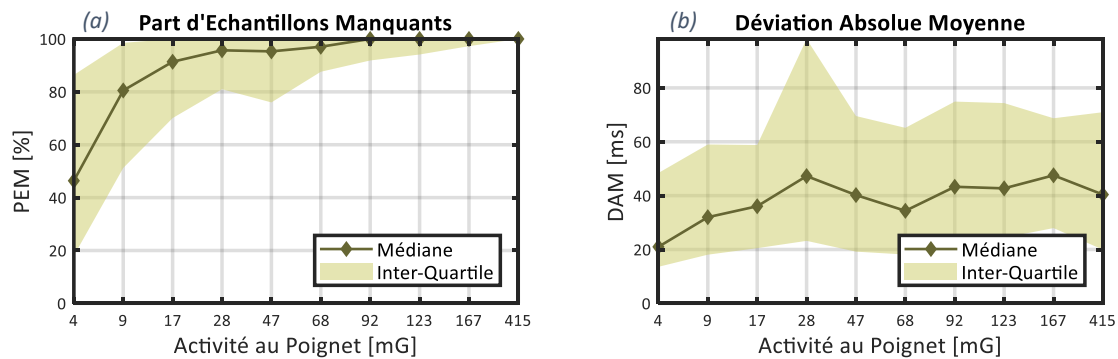 (a) Part d'Echantillons Manquants
100
80
60
40
20
0
PEM [%]
4 9 17 28 47 68 92 123 167 415
Activité au Poignet [mG]
Médiane
Inter-Quartile
(b) Déviation Absolue Moyenne
80
60
40
20
0
DAM [ms]
4 9 17 28 47 68 92 123 167 415
Activité au Poignet [mG]
Médiane
Inter-Quartile